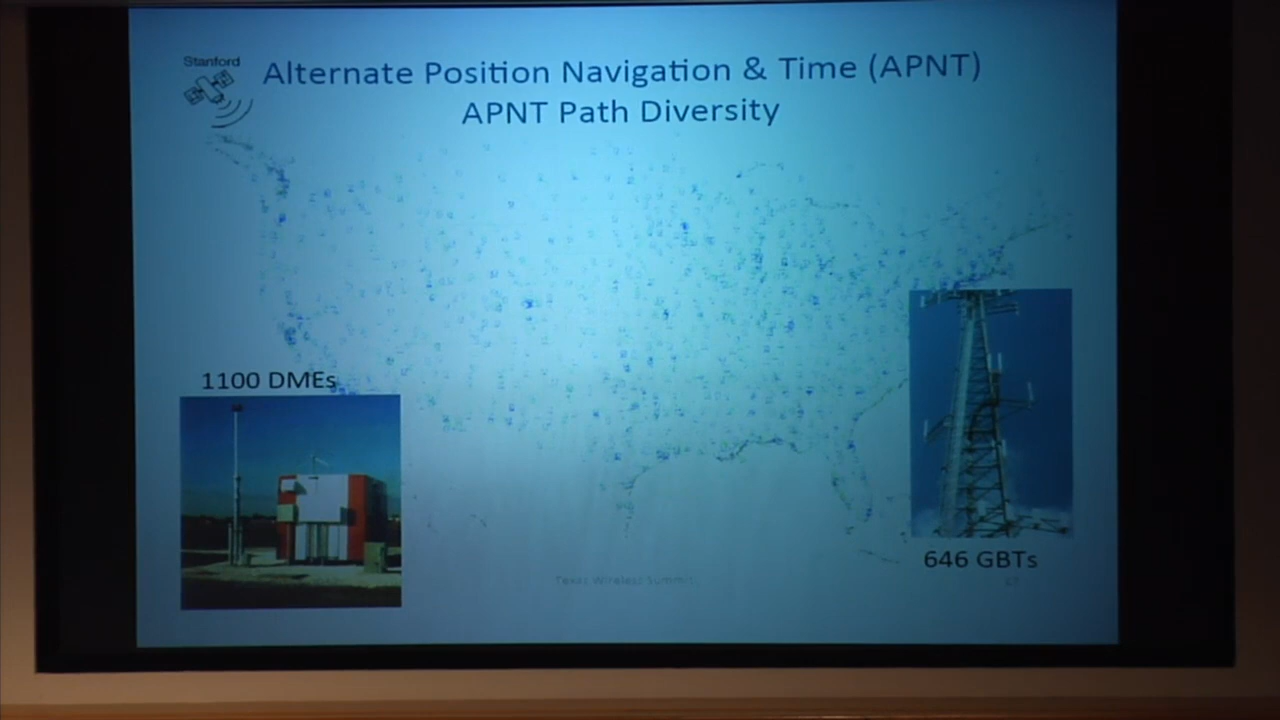 Stanford
Alternate Position Navigation & Time (APNT)
APNT Path Diversity
1100 DMEs
646 GBTs
Texas Wireless Summit